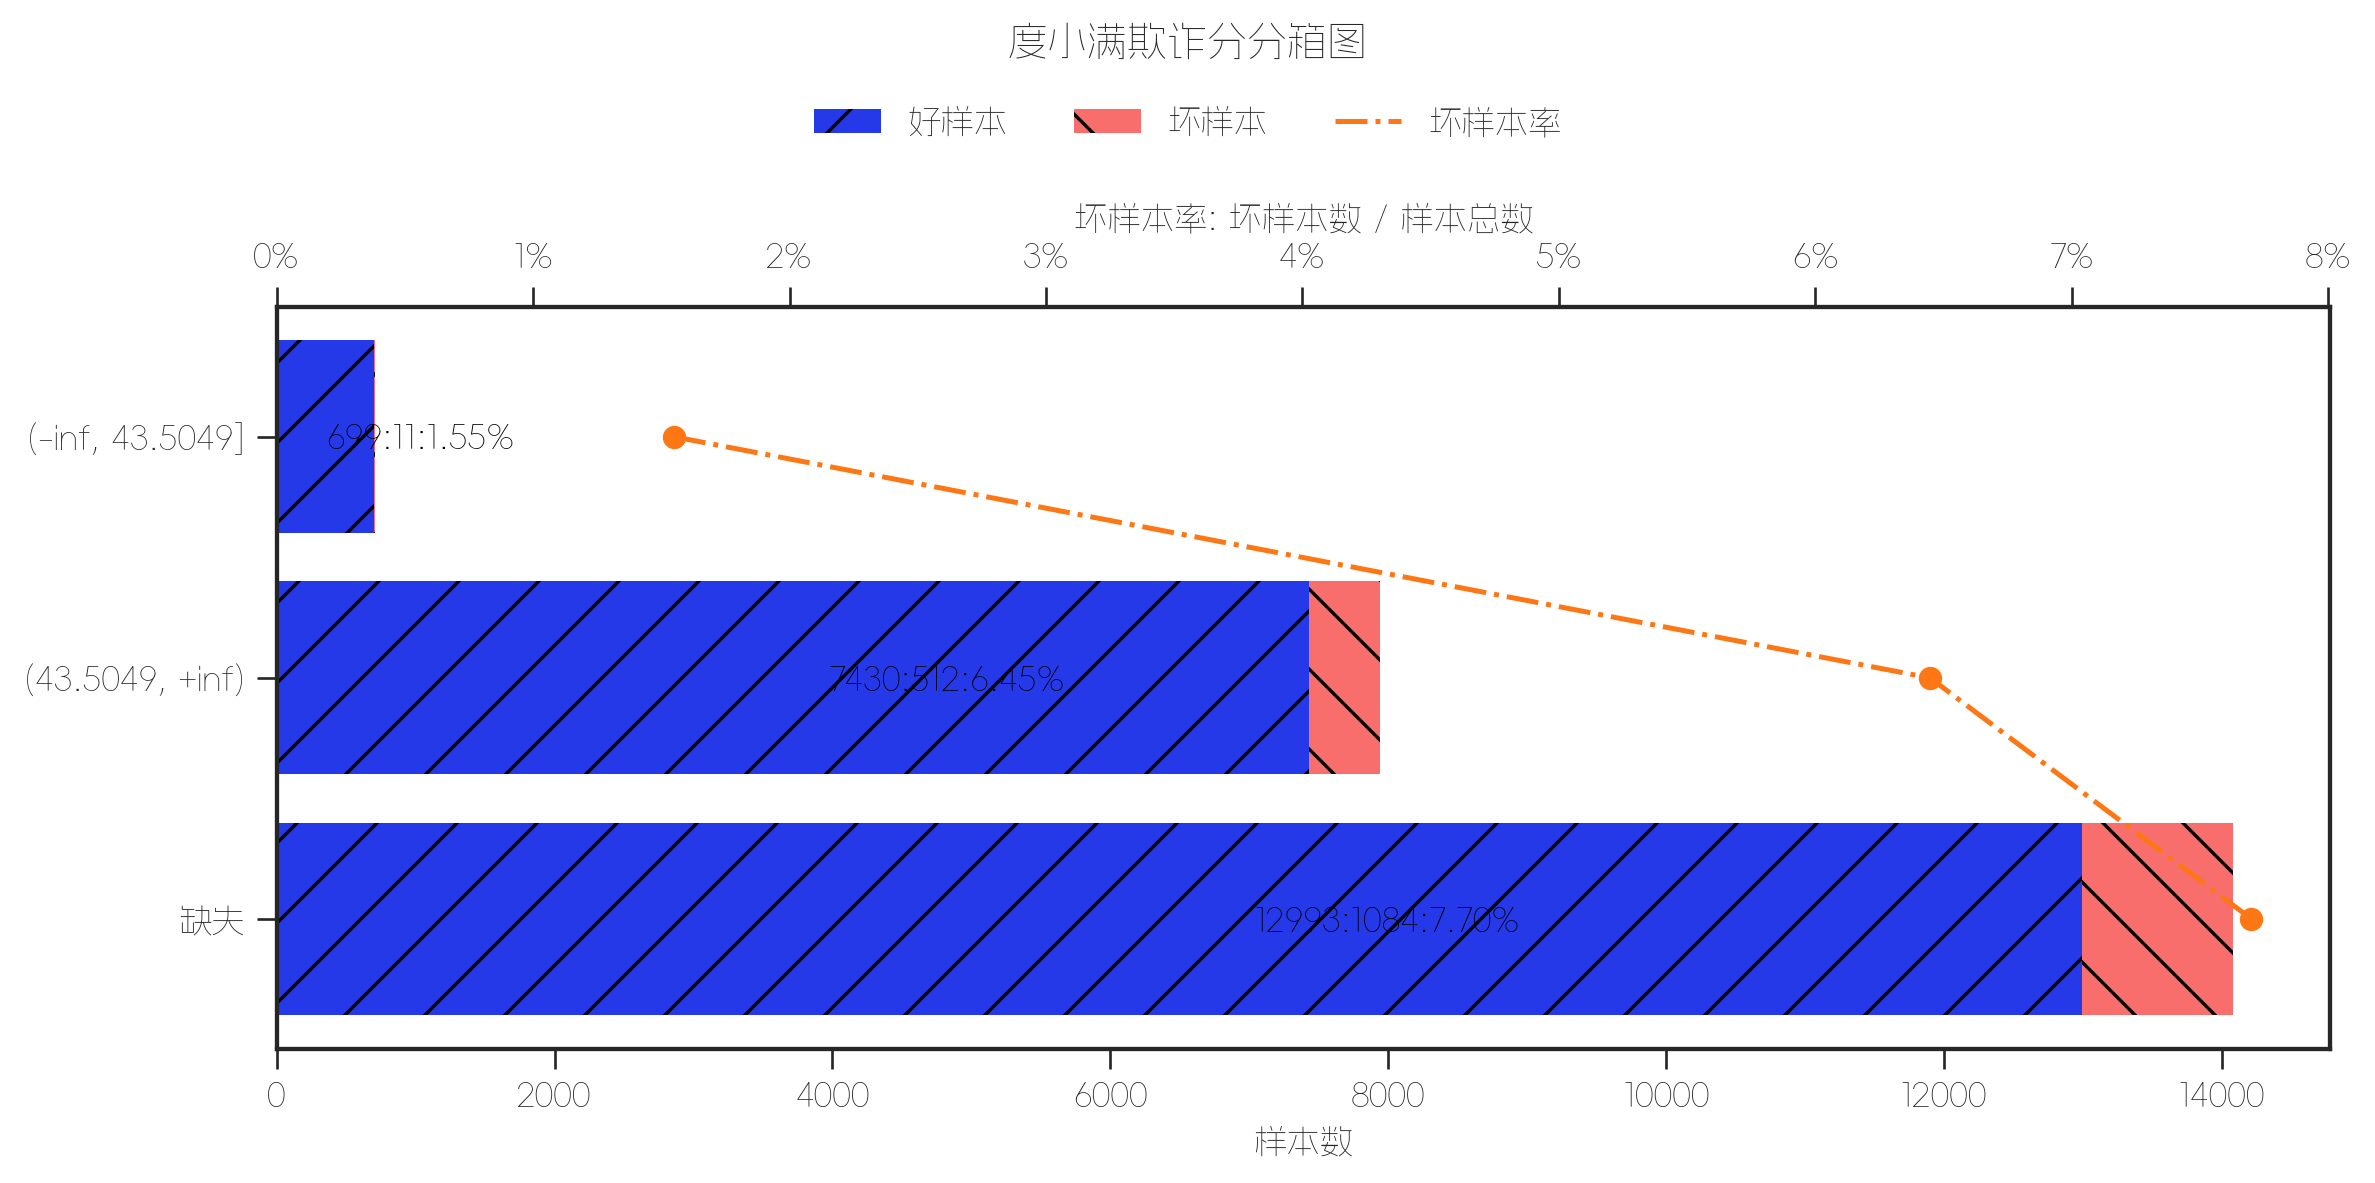 度小满欺诈分分箱图
好样本 坏样本 坏样本率
坏样本率: 坏样本数 / 样本总数
0% 1% 2% 3% 4% 5% 6% 7% 8%
(-inf, 43.5049] 699:11:1.55%
(43.5049, +inf) 7430:512:6.45%
缺失 12993:1084:7.70%
0 2000 4000 6000 8000 10000 12000 14000
样本数